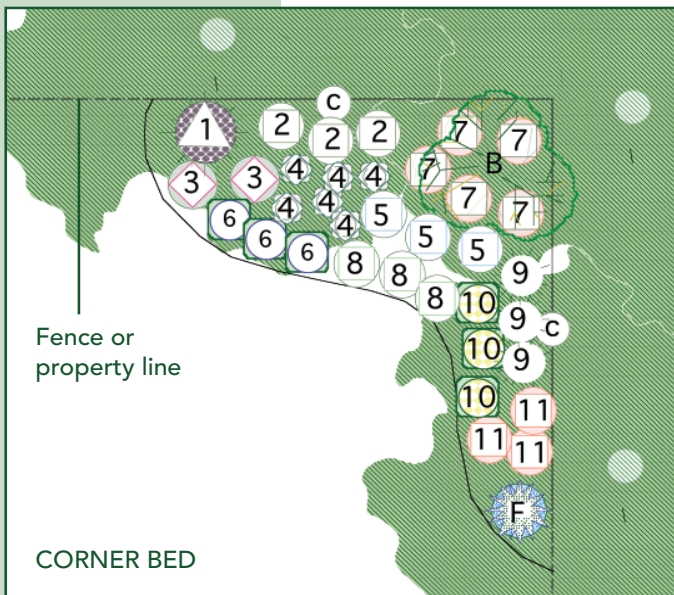 c
1 2 2 2 7 7
B
7
3 3 4 4 4
7 7
4 4
6 5
4
6 5
6 5
8 8 9
8 10
9 c
Fence or
property line
10 9
10
11
11 11
F
CORNER BED